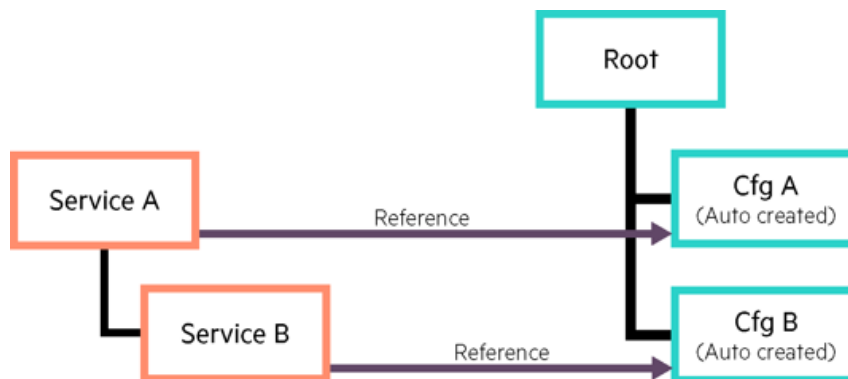 Root
Service A
Reference
Cfg A
(Auto created)
Service B
Reference
Cfg B
(Auto created)